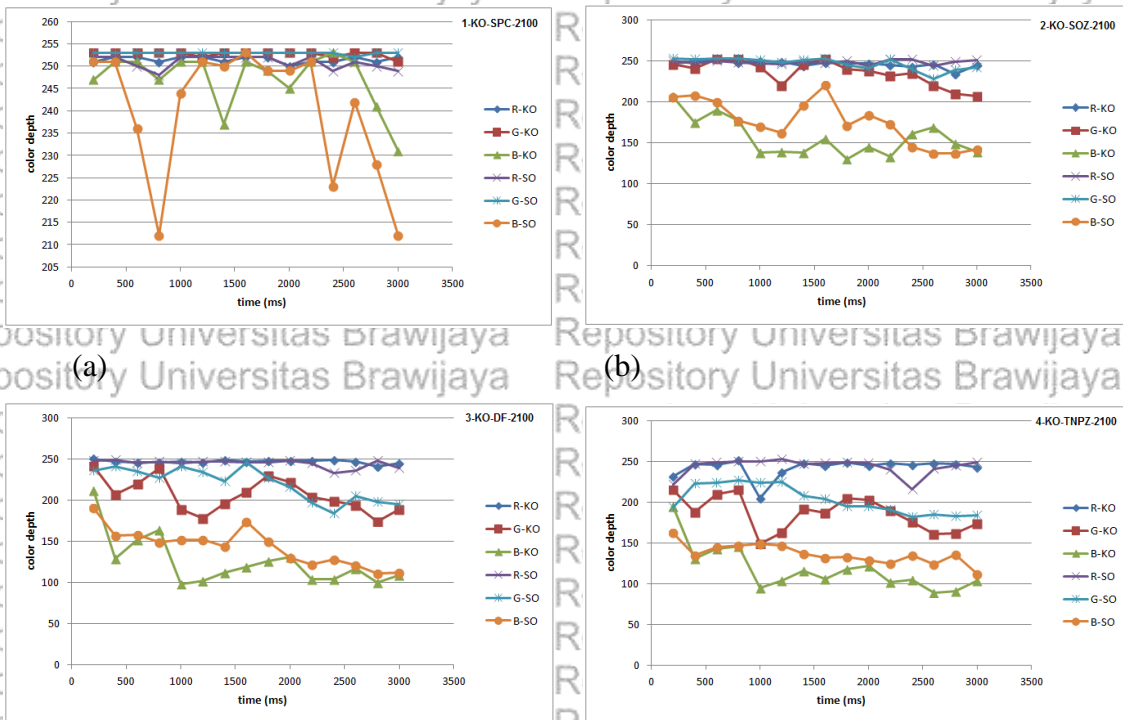 1-KO-SPC-2100
color depth
260
255
250
245
240
235
230
225
220
215
210
205
0 500 1000 1500 2000 2500 3000 3500
time (ms)
R-KO
G-KO
B-KO
R-SO
G-SO
B-SO
2-KO-SOZ-2100
color depth
300
250
200
150
100
50
0
0 500 1000 1500 2000 2500 3000 3500
time (ms)
R-KO
G-KO
B-KO
R-SO
G-SO
B-SO
pository Universitas Brawijaya Repository Universitas Brawijaya
(a) (b)
pository Universitas Brawijaya Repository Universitas Brawijaya
3-KO-DF-2100
color depth
300
250
200
150
100
50
0
0 500 1000 1500 2000 2500 3000 3500
time (ms)
R-KO
G-KO
B-KO
R-SO
G-SO
B-SO
4-KO-TNPZ-2100
color depth
300
250
200
150
100
50
0
0 500 1000 1500 2000 2500 3000 3500
time (ms)
R-KO
G-KO
B-KO
R-SO
G-SO
B-SO